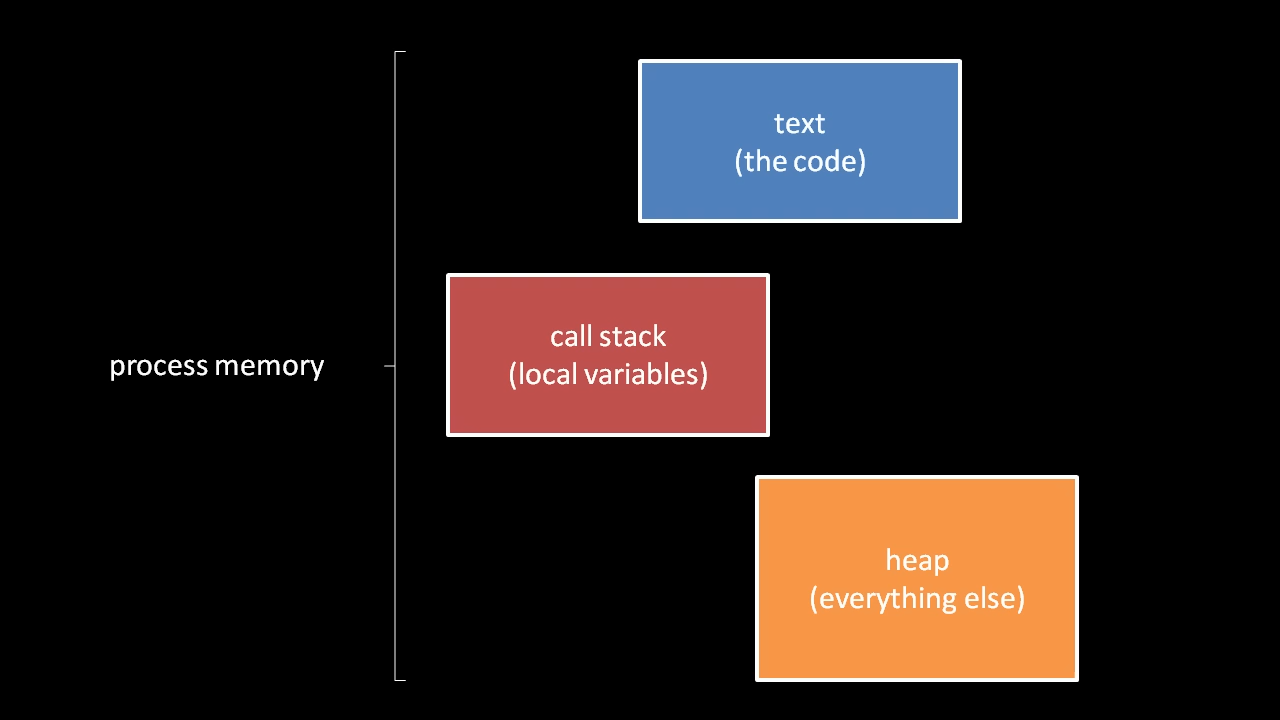 text
(the code)
call stack
(local variables)
process memory
heap
(everything else)